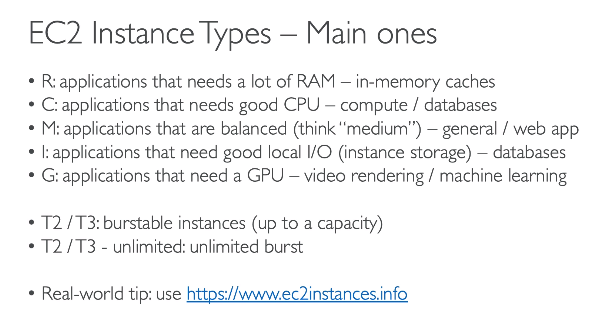 EC2 Instance Types – Main ones
• R: applications that needs a lot of RAM – in-memory caches
• C: applications that needs good CPU – compute / databases
• M: applications that are balanced (think “medium”) – general / web app
• I: applications that need good local I/O (instance storage) – databases
• G: applications that need a GPU – video rendering / machine learning
• T2 / T3: burstable instances (up to a capacity)
• T2 / T3 - unlimited: unlimited burst
• Real-world tip: use https://www.ec2instances.info